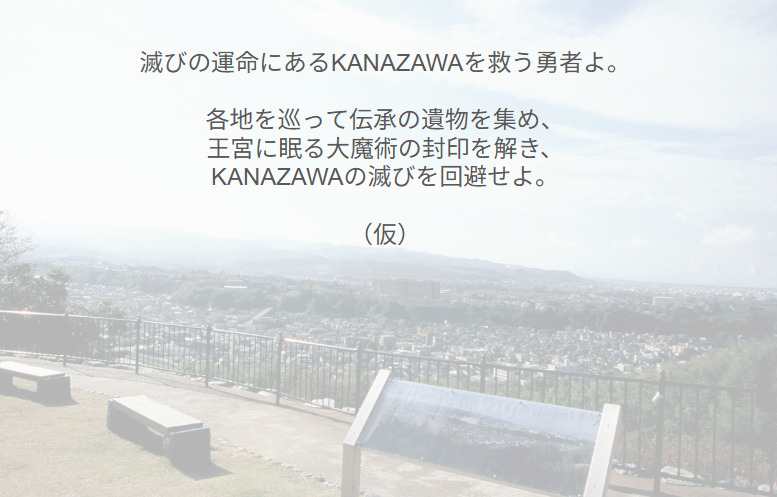 滅びの運命にあるKANAZAWAを救う勇者よ。
各地を巡って伝承の遺物を集め、
王宮に眠る大魔術の封印を解き、
KANAZAWAの滅びを回避せよ。
（仮）